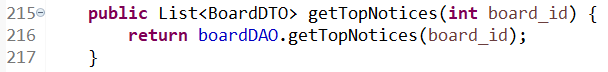 215 public List<BoardDTO> getTopNotices(int board_id) {
216 return boardDAO.getTopNotices(board_id);
217 }